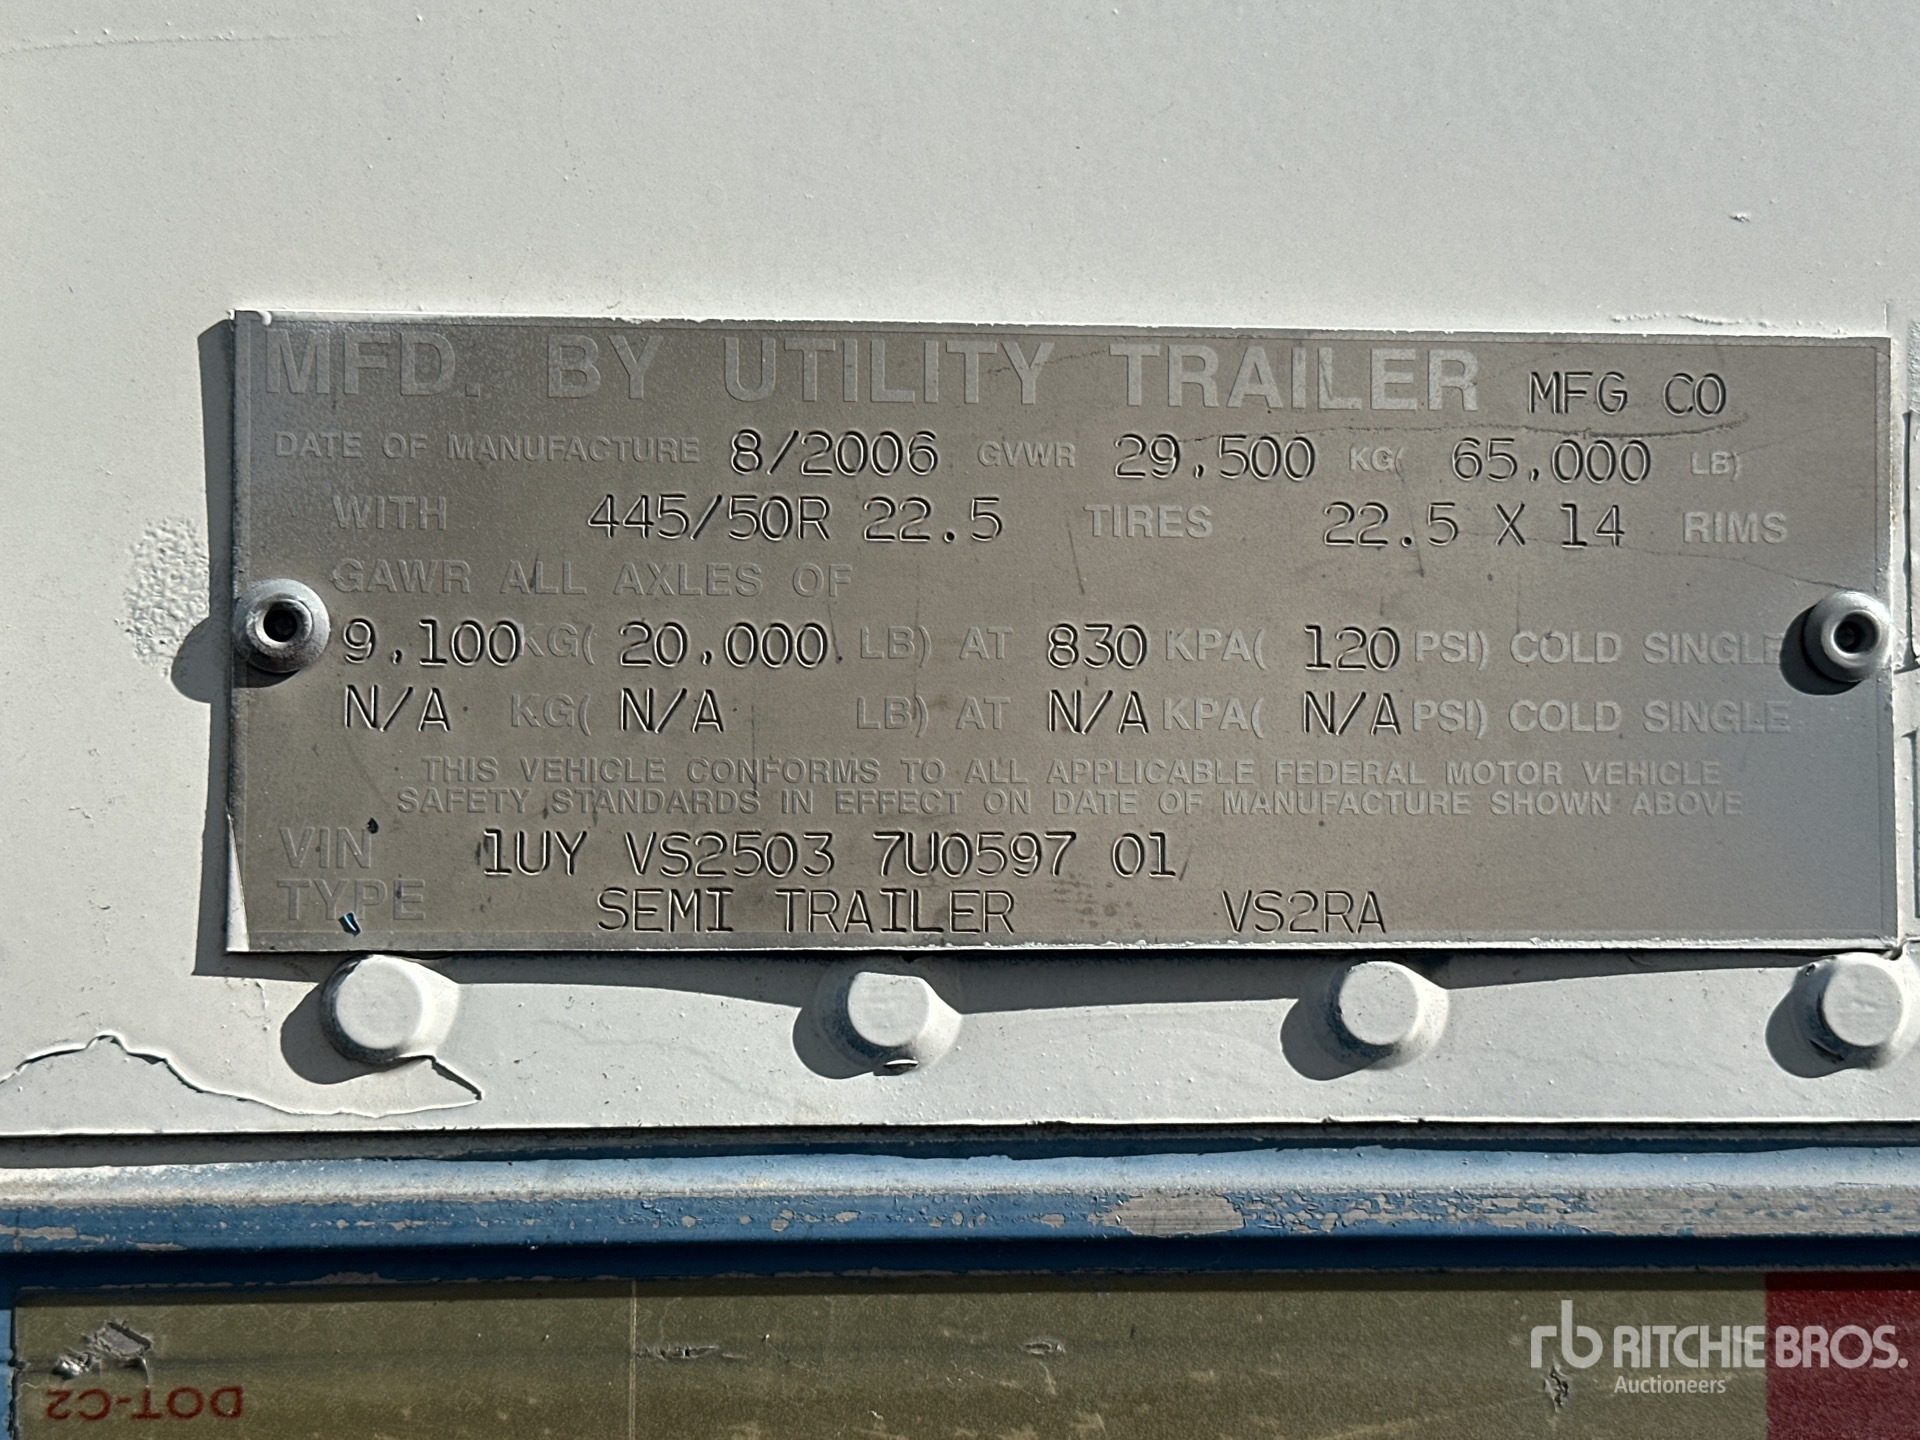 MFD. BY UTILITY TRAILER MFG CO
DATE OF MANUFACTURE 8/2006 GVWR 29,500 KG( 65,000 LB)
WITH 445/50R 22.5 TIRES 22.5 X 14 RIMS
GAWR ALL AXLES OF
9,100 KG( 20,000 LB) AT 830 KPA( 120 PSI) COLD SINGLE
N/A KG( N/A LB) AT N/A KPA( N/A PSI) COLD SINGLE
THIS VEHICLE CONFORMS TO ALL APPLICABLE FEDERAL MOTOR VEHICLE
SAFETY STANDARDS IN EFFECT ON DATE OF MANUFACTURE SHOWN ABOVE
VIN 1UY VS2503 7U0597 01
TYPE SEMI TRAILER VS2RA
DOT-C2
rb RITCHIE BROS.
Auctioneers